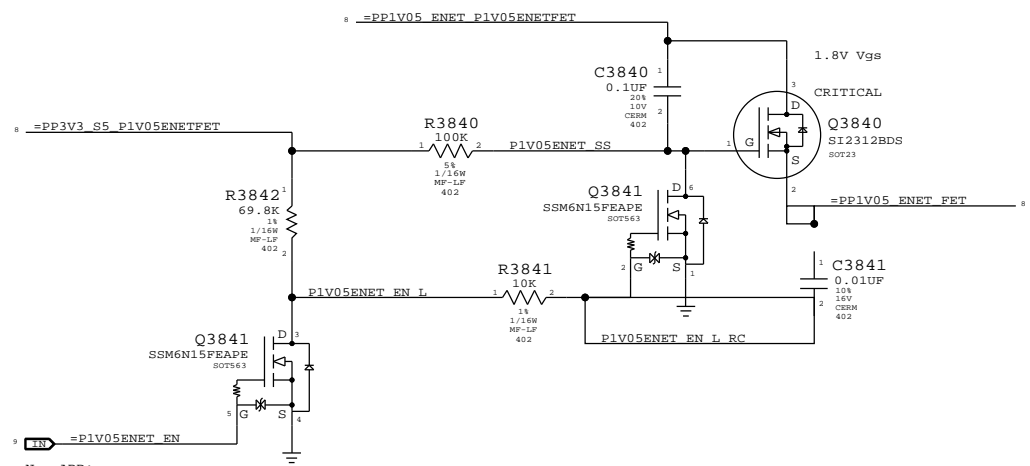 8 =PP1V05_ENET_P1V05ENETFET
1.8V Vgs
C3840
0.1UF
20%
10V
CERM
402
1
2
3
CRITICAL
D
Q3840
SI2312BDS
SOT23
G
S
1
2
8 =PP3V3_S5_P1V05ENETFET
R3840
100K
1 2
5%
1/16W
MF-LF
402
P1V05ENET_SS
=PP1V05_ENET_FET 8
R3842
69.8K
1%
1/16W
MF-LF
402
1
2
Q3841
SSM6N15FEAPE
SOT563
D 6
2 G S 1
P1V05ENET_EN_L
R3841
10K
1 2
1%
1/16W
MF-LF
402
C3841
0.01UF
10%
16V
CERM
402
1
2
P1V05ENET_EN_L_RC
Q3841
SSM6N15FEAPE
SOT563
D 3
5 G S 4
9 IN =P1V05ENET_EN